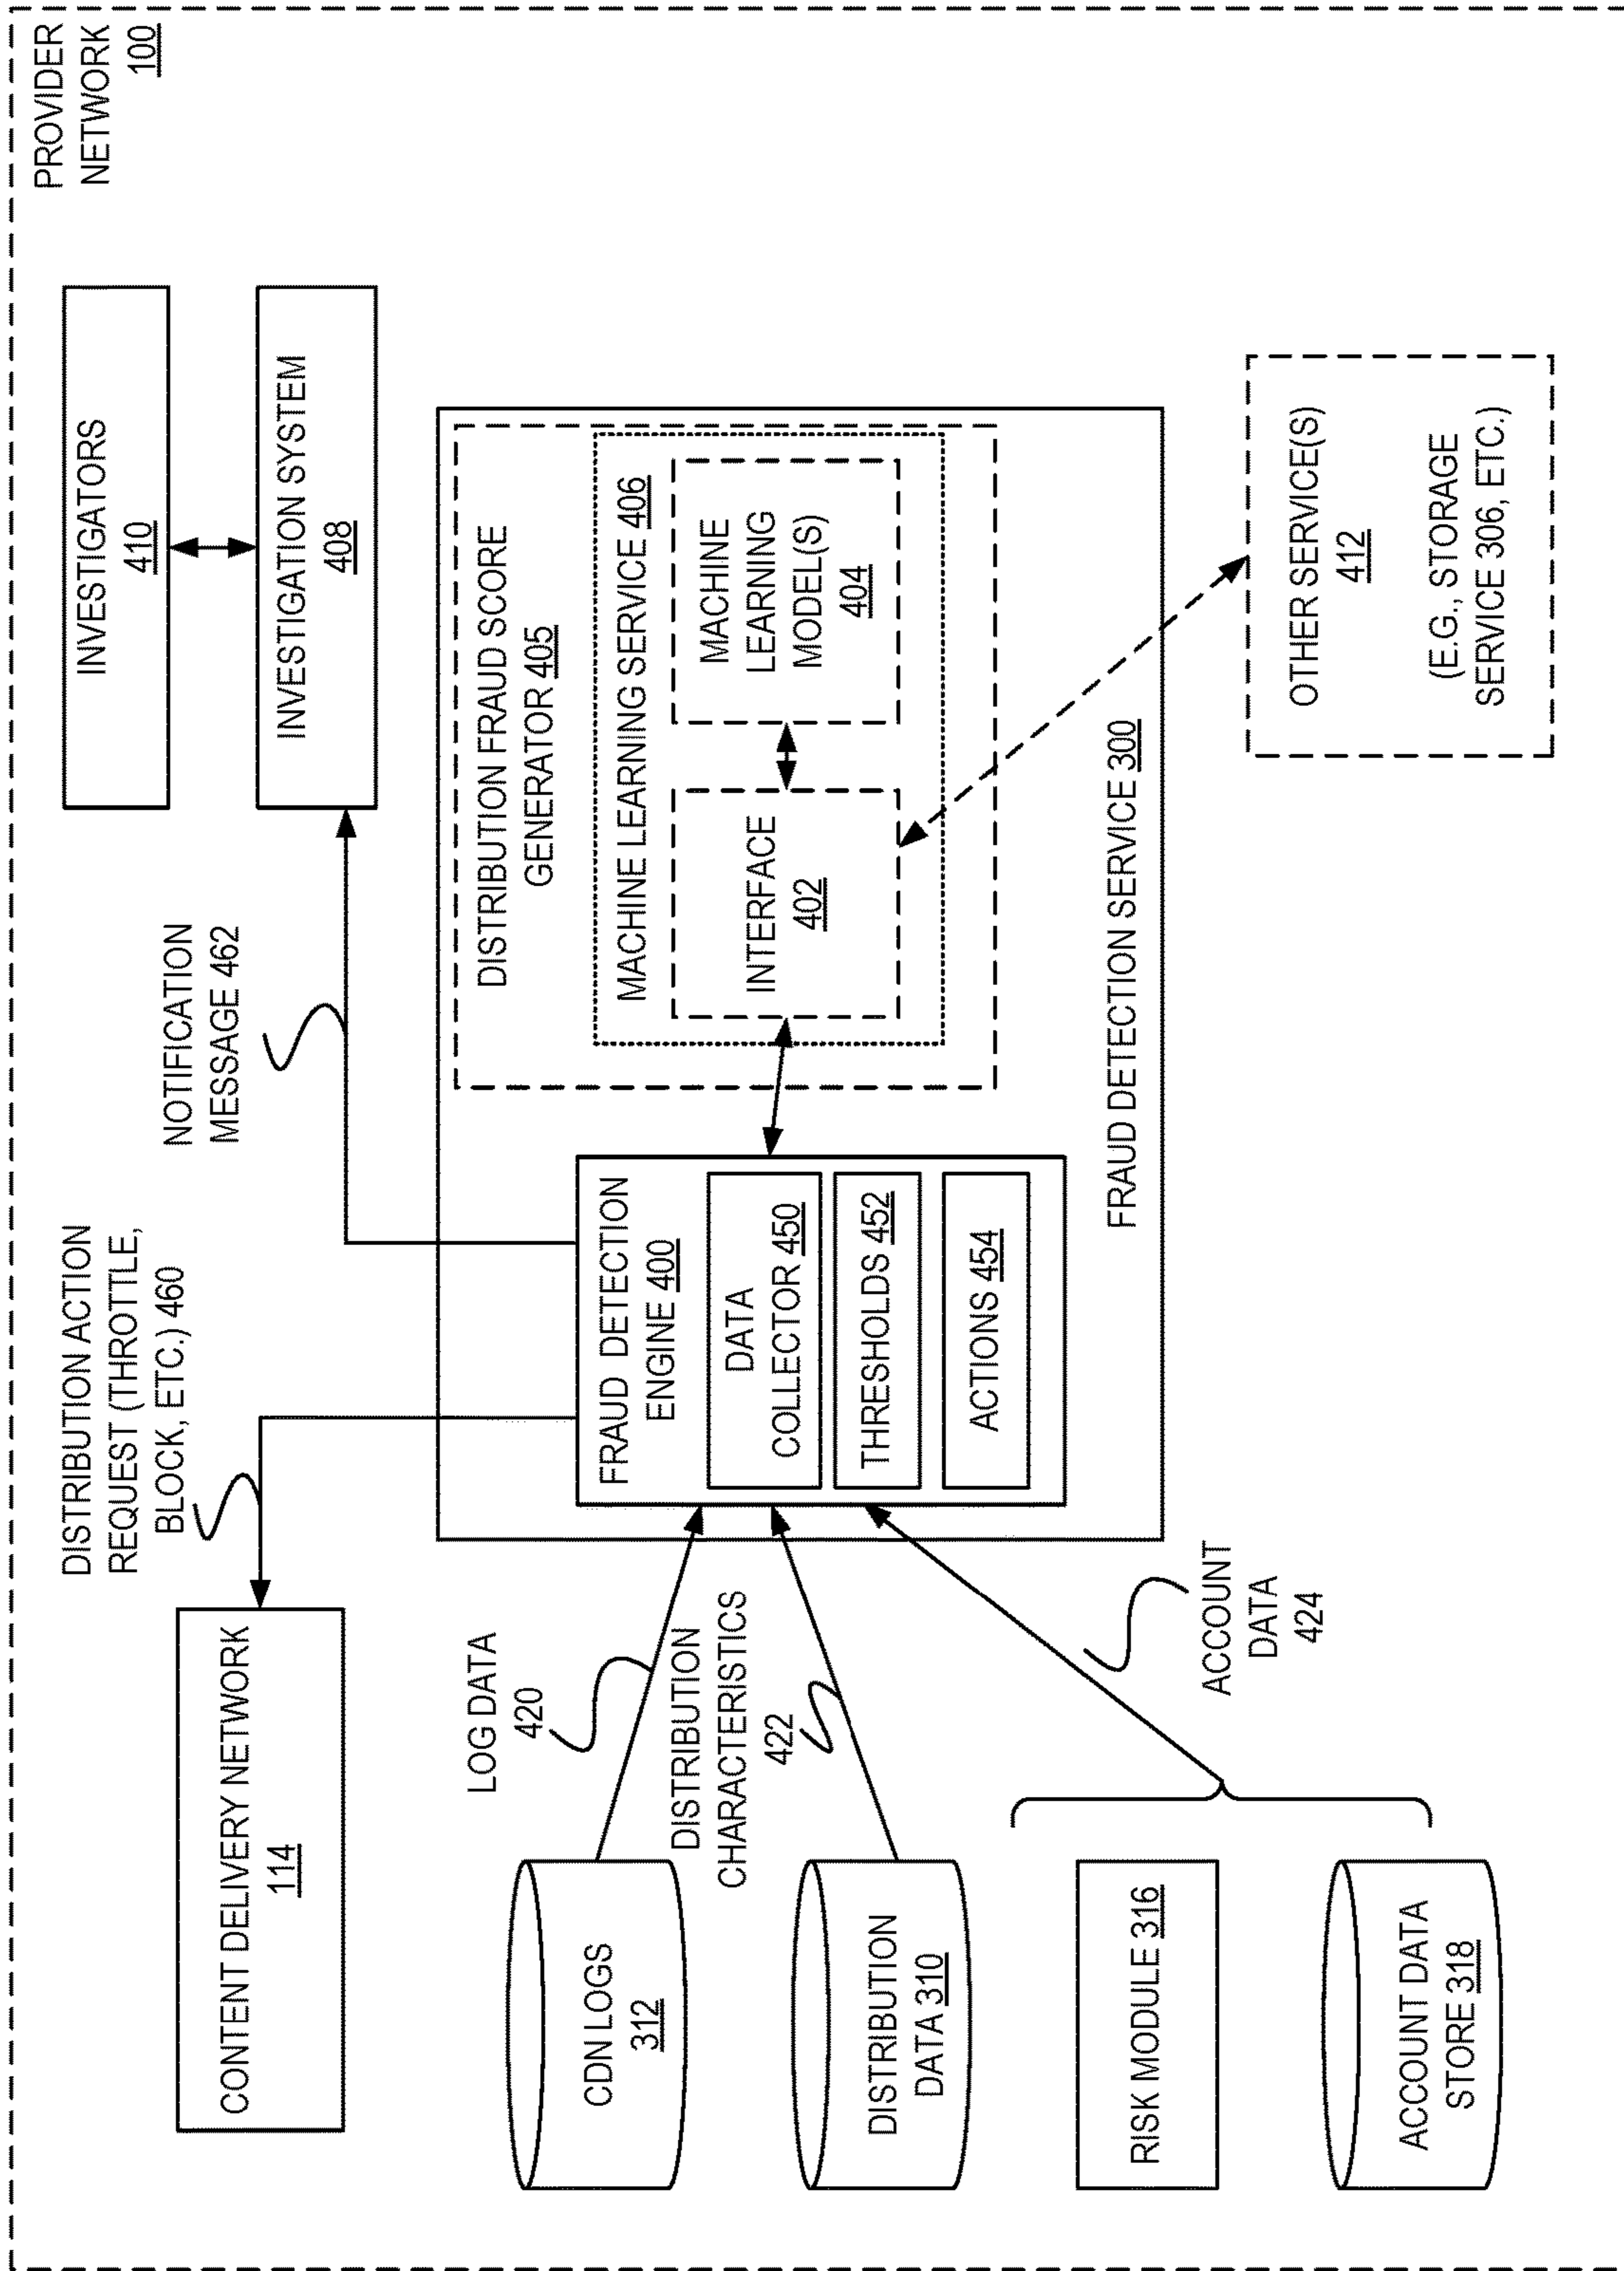 PROVIDER
NETWORK
100
DISTRIBUTION ACTION
REQUEST (THROTTLE,
BLOCK, ETC.) 460
NOTIFICATION
MESSAGE 462
INVESTIGATORS
410
INVESTIGATION SYSTEM
408
CONTENT DELIVERY NETWORK
114
CDN LOGS
312
LOG DATA
420
DISTRIBUTION
DATA 310
DISTRIBUTION
CHARACTERISTICS
422
RISK MODULE 316
ACCOUNT DATA
STORE 318
ACCOUNT
DATA
424
FRAUD DETECTION
ENGINE 400
DATA
COLLECTOR 450
THRESHOLDS 452
ACTIONS 454
DISTRIBUTION FRAUD SCORE
GENERATOR 405
MACHINE LEARNING SERVICE 406
INTERFACE
402
MACHINE
LEARNING
MODEL(S)
404
FRAUD DETECTION SERVICE 300
OTHER SERVICE(S)
412
(E.G., STORAGE
SERVICE 306, ETC.)